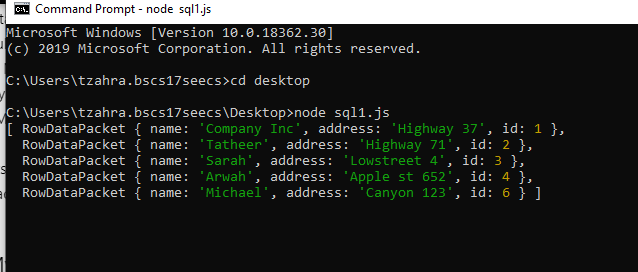 Command Prompt - node sql1.js
Microsoft Windows [Version 10.0.18362.30]
(c) 2019 Microsoft Corporation. All rights reserved.
C:\Users\tzahra.bscs17seecs>cd desktop
C:\Users\tzahra.bscs17seecs\Desktop>node sql1.js
[ RowDataPacket { name: 'Company Inc', address: 'Highway 37', id: 1 },
RowDataPacket { name: 'Tatheer', address: 'Highway 71', id: 2 },
RowDataPacket { name: 'Sarah', address: 'Lowstreet 4', id: 3 },
RowDataPacket { name: 'Arwah', address: 'Apple st 652', id: 4 },
RowDataPacket { name: 'Michael', address: 'Canyon 123', id: 6 } ]